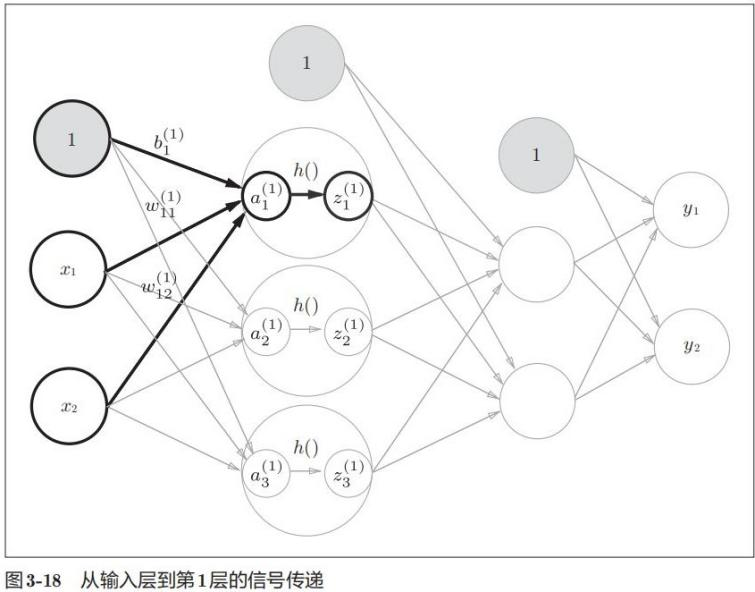 1
1
1
b₁⁽¹⁾
w₁₁⁽¹⁾
w₁₂⁽¹⁾
x₁
x₂
a₁⁽¹⁾ h() z₁⁽¹⁾
a₂⁽¹⁾ h() z₂⁽¹⁾
a₃⁽¹⁾ h() z₃⁽¹⁾
y₁
y₂
图3-18 从输入层到第1层的信号传递